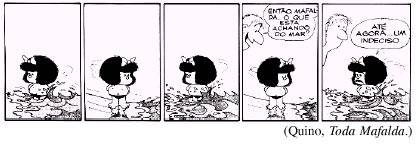 ENTÃO MAFAL-
DA, O QUE
ESTÁ
ACHANDO
DO MAR
ATÉ
AGORA, UM
INDECISO
(Quino, Toda Mafalda.)